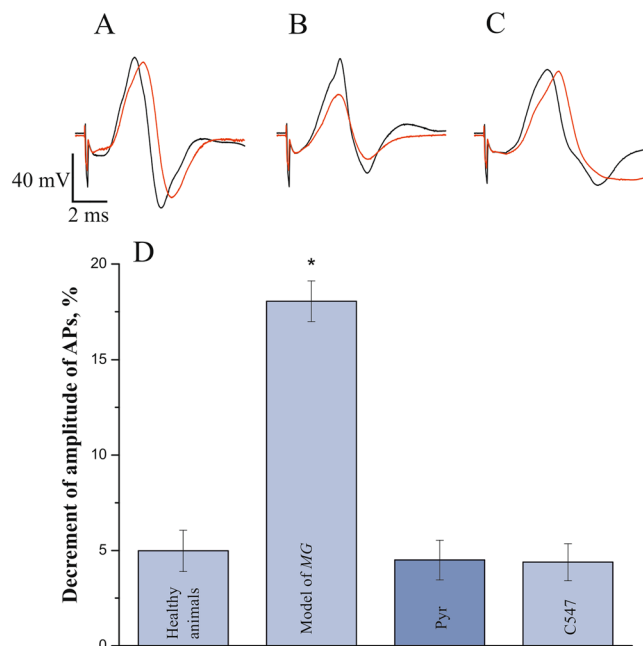 A
B
C
40 mV
2 ms
D
*
Decrement of amplitude of APs, %
20
15
10
5
0
Healthy
animals
Model of MG
Pyr
C547